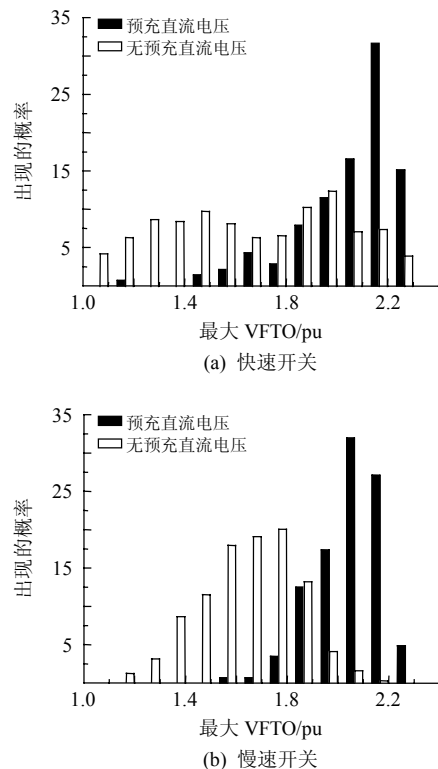 35
25
15
5
出现的概率
预充直流电压
无预充直流电压
1.0 1.4 1.8 2.2
最大 VFTO/pu
(a) 快速开关
35
25
15
5
出现的概率
预充直流电压
无预充直流电压
1.0 1.4 1.8 2.2
最大 VFTO/pu
(b) 慢速开关